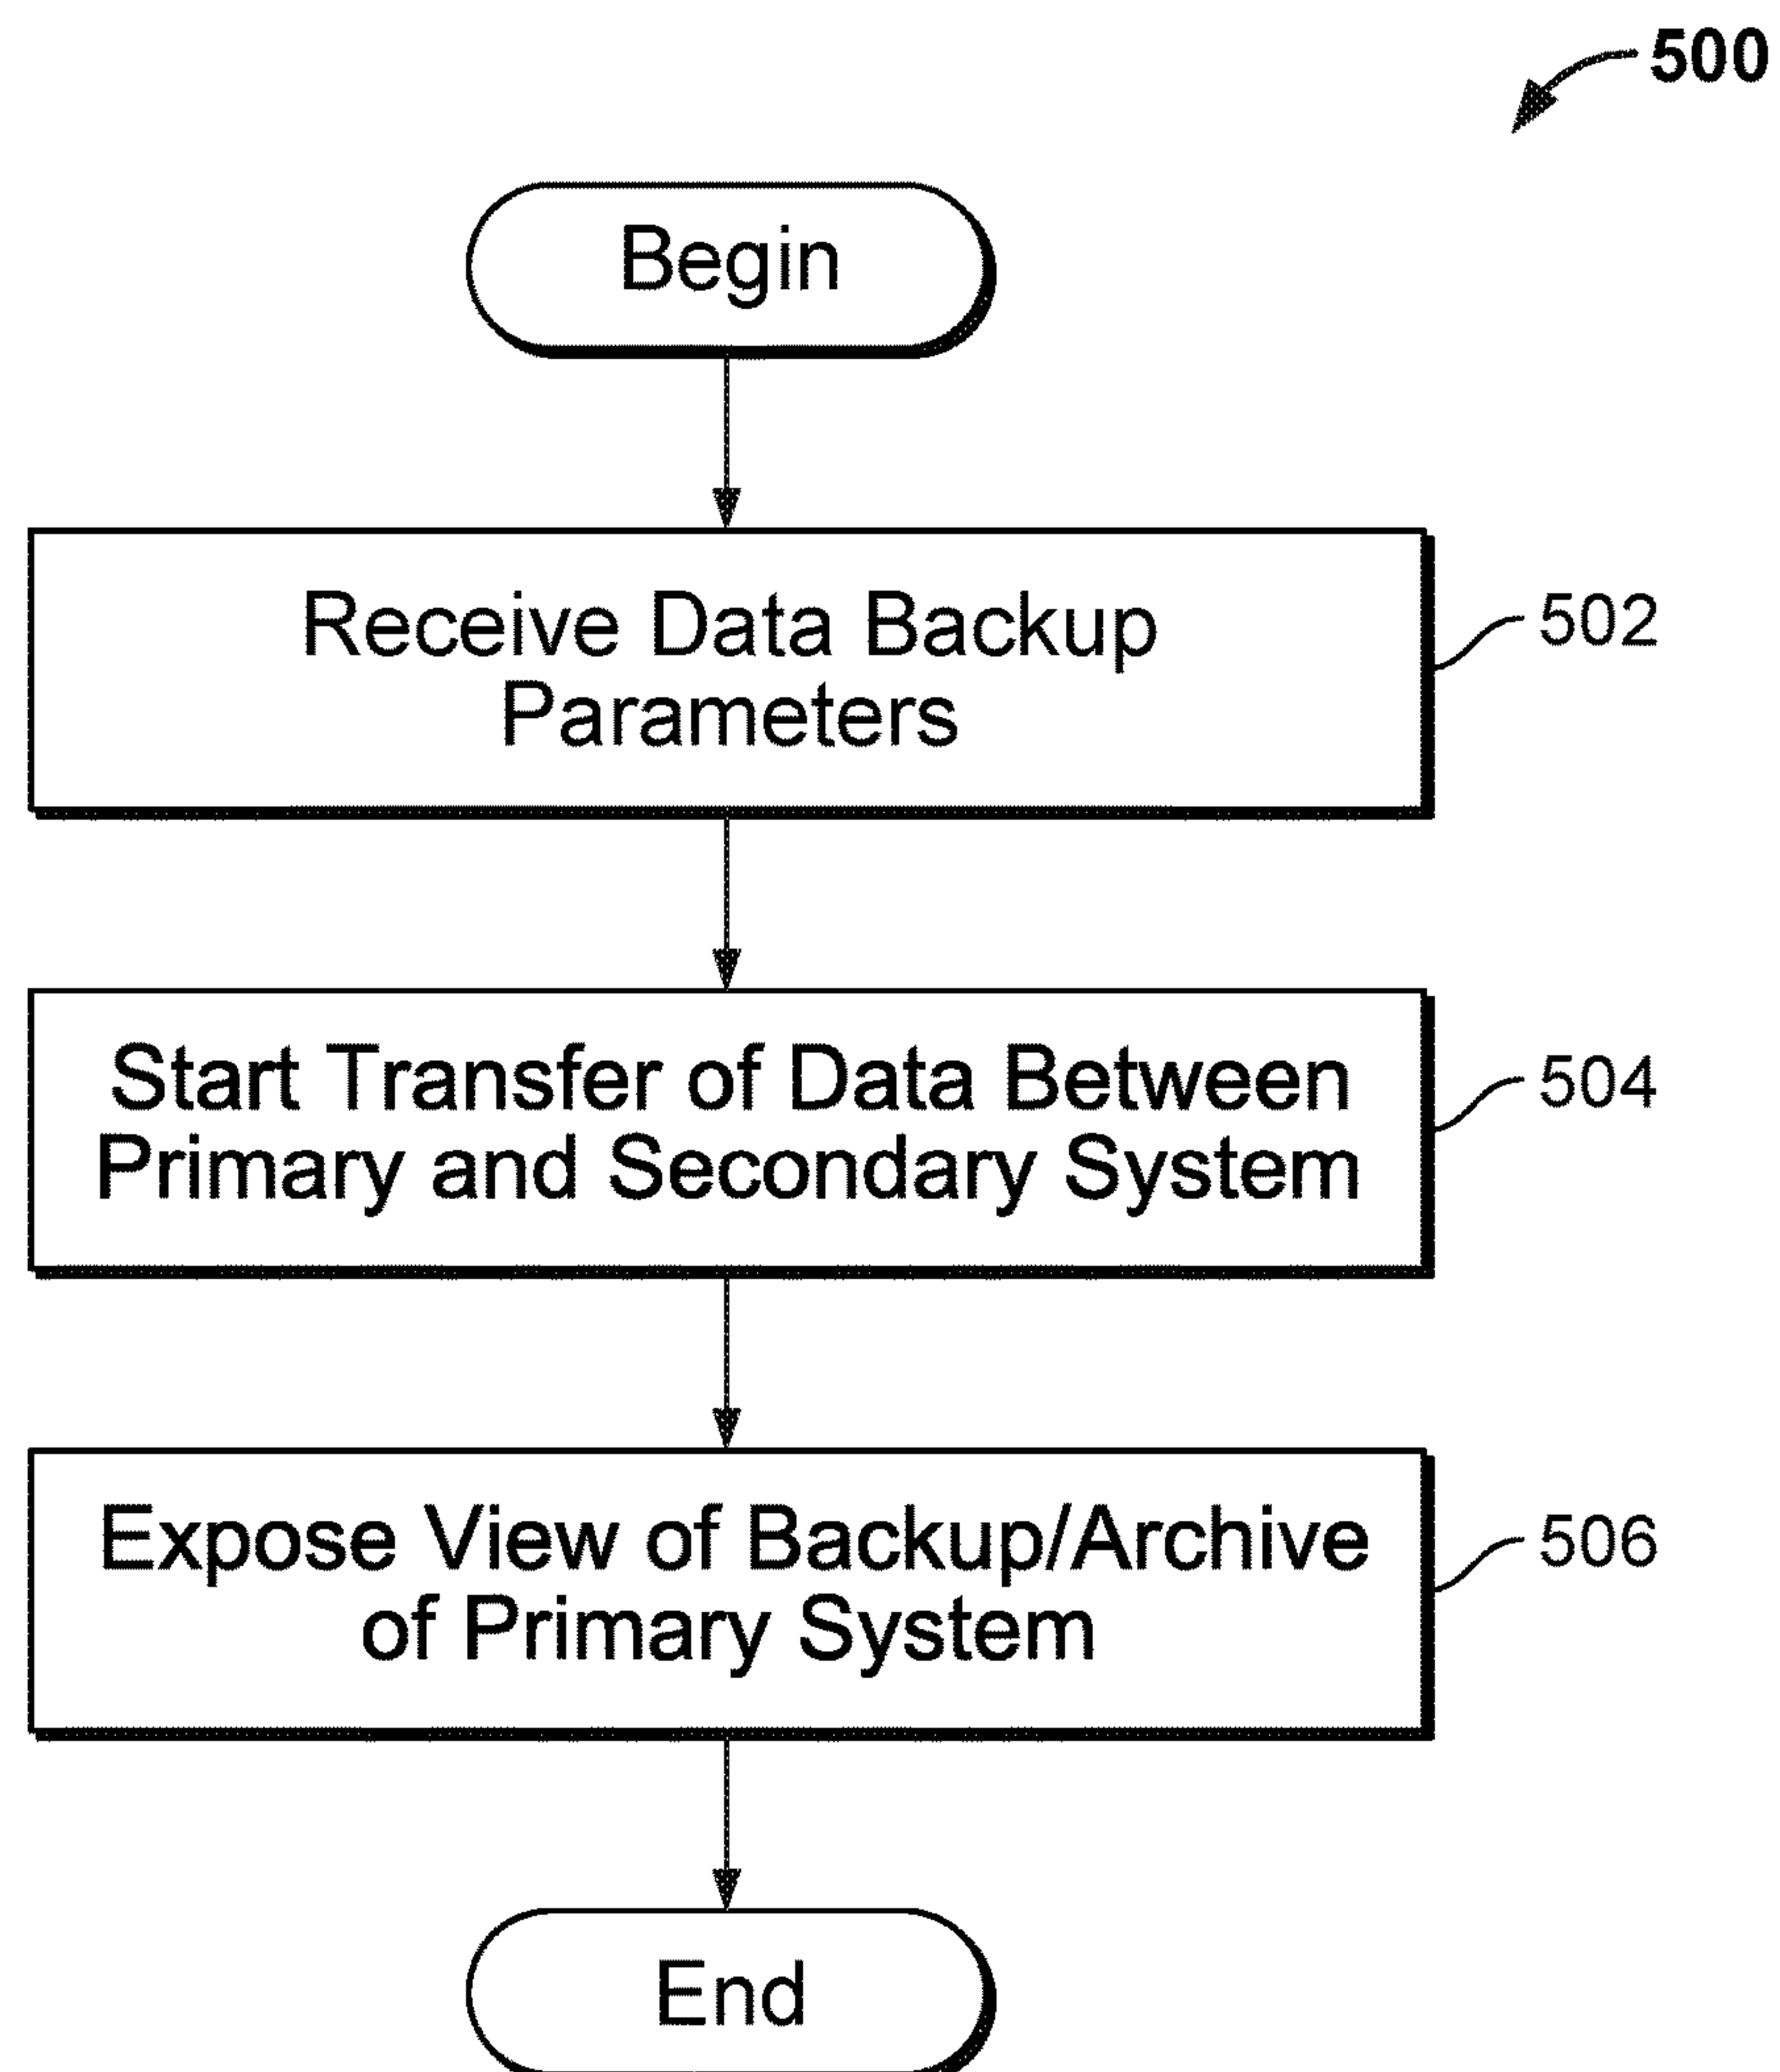 500
Begin
Receive Data Backup
Parameters
502
Start Transfer of Data Between
Primary and Secondary System
504
Expose View of Backup/Archive
of Primary System
506
End